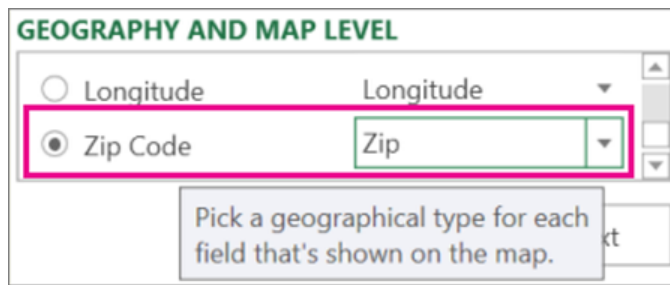 GEOGRAPHY AND MAP LEVEL
Longitude Longitude
Zip Code Zip
Pick a geographical type for each
field that's shown on the map.
xt